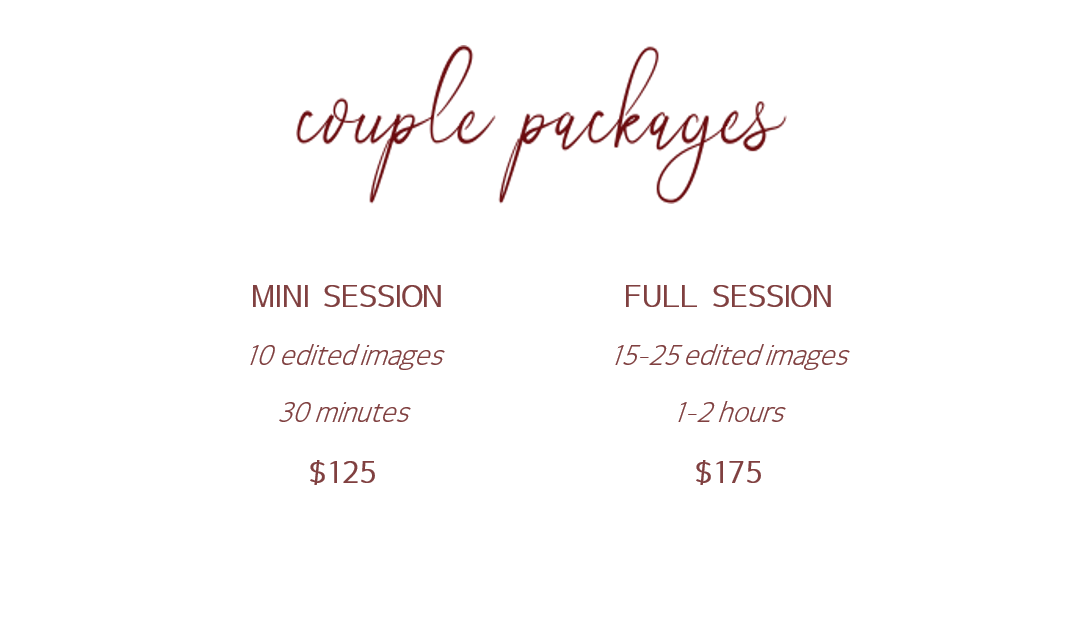 couple packages
MINI SESSION
10 edited images
30 minutes
$125
FULL SESSION
15-25 edited images
1-2 hours
$175